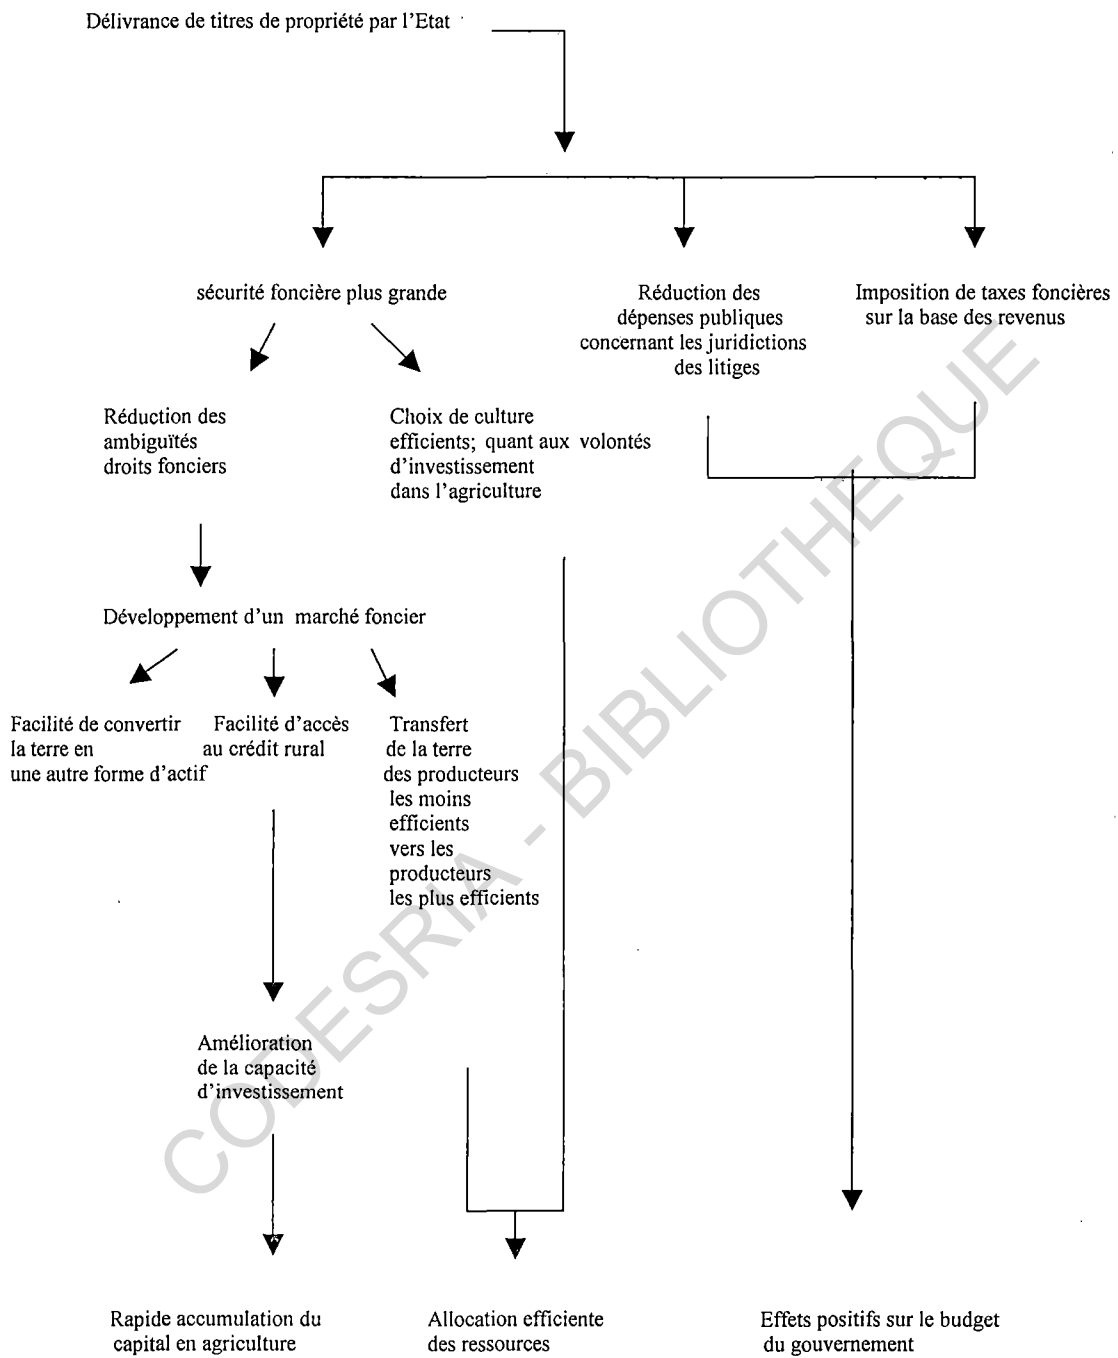 Délivrance de titres de propriété par l'Etat
sécurité foncière plus grande
Réduction des
dépenses publiques
concernant les juridictions
des litiges
Imposition de taxes foncières
sur la base des revenus
Réduction des
ambiguïtés
droits fonciers
Choix de culture
efficients; quant aux volontés
d'investissement
dans l'agriculture
Développement d'un marché foncier
Facilité de convertir
la terre en
une autre forme d'actif
Facilité d'accès
au crédit rural
Transfert
de la terre
des producteurs
les moins
efficients
vers les
producteurs
les plus efficients
Amélioration
de la capacité
d'investissement
Rapide accumulation du
capital en agriculture
Allocation efficiente
des ressources
Effets positifs sur le budget
du gouvernement
CODESRIA - BIBLIOTHEQUE